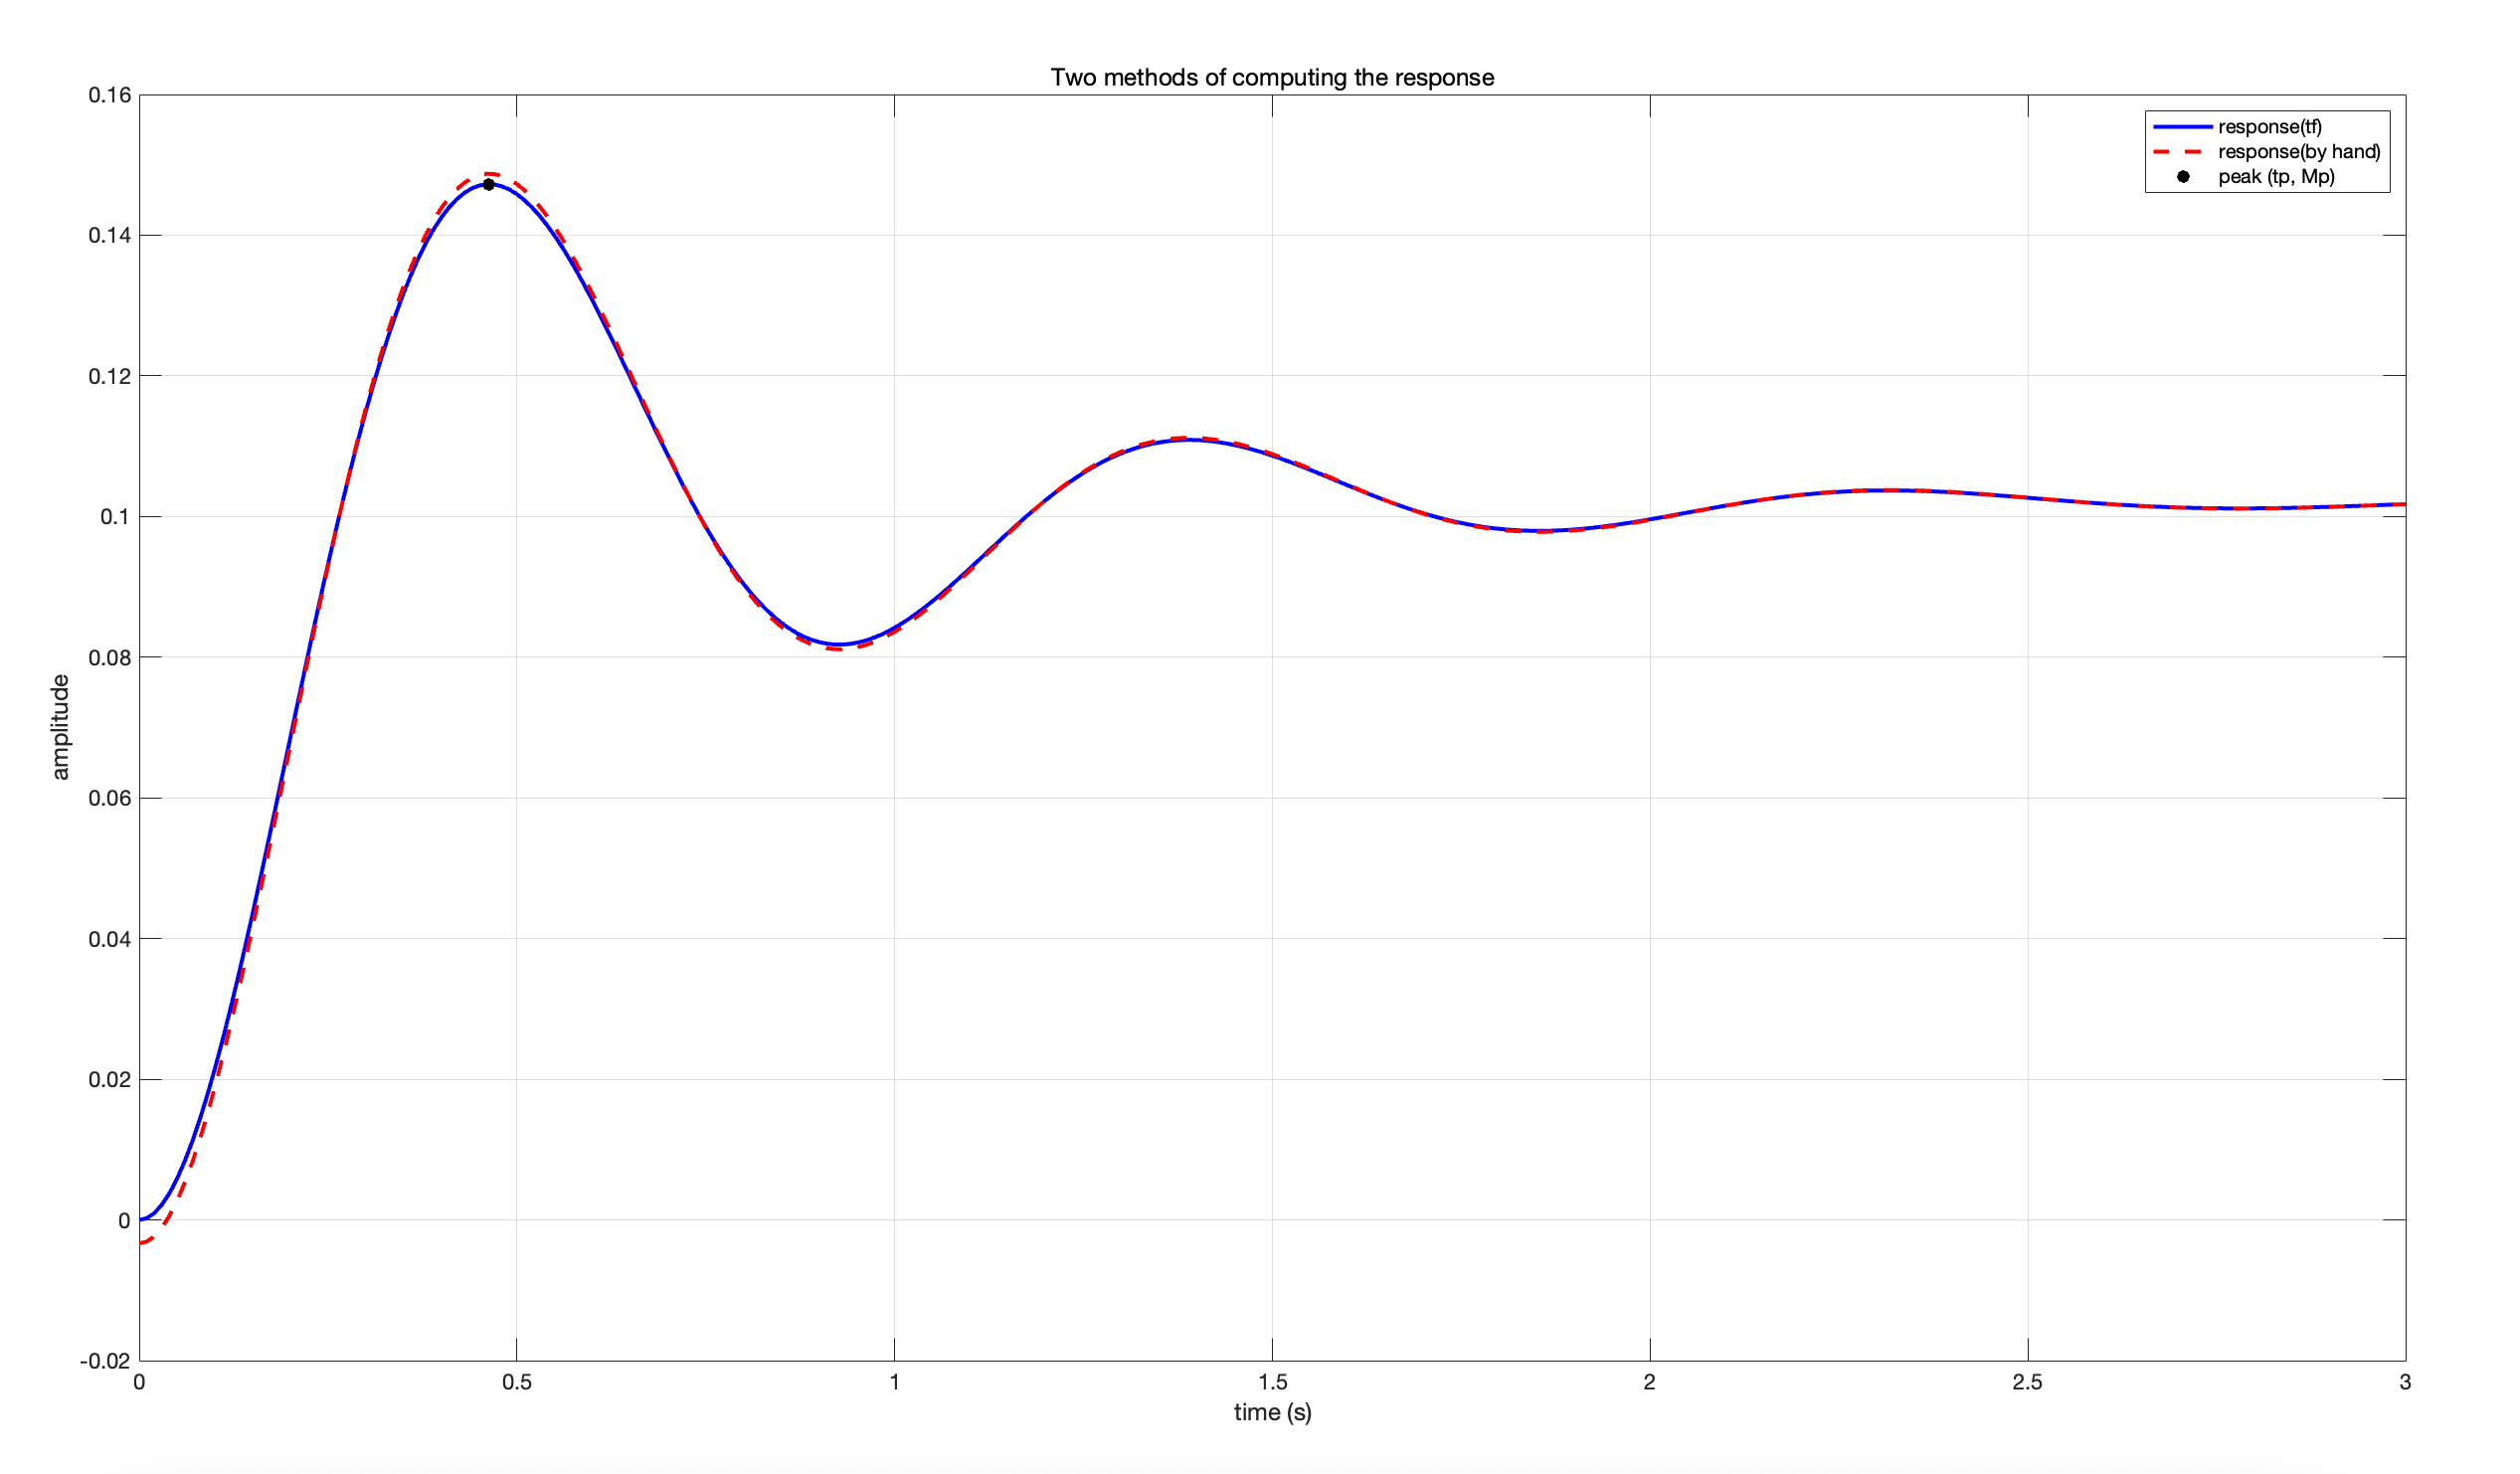 Two methods of computing the response
0.16
0.14
0.12
0.1
0.08
0.06
0.04
0.02
0
-0.02
amplitude
response(tf)
response(by hand)
peak (tp, Mp)
0 0.5 1 1.5 2 2.5 3
time (s)